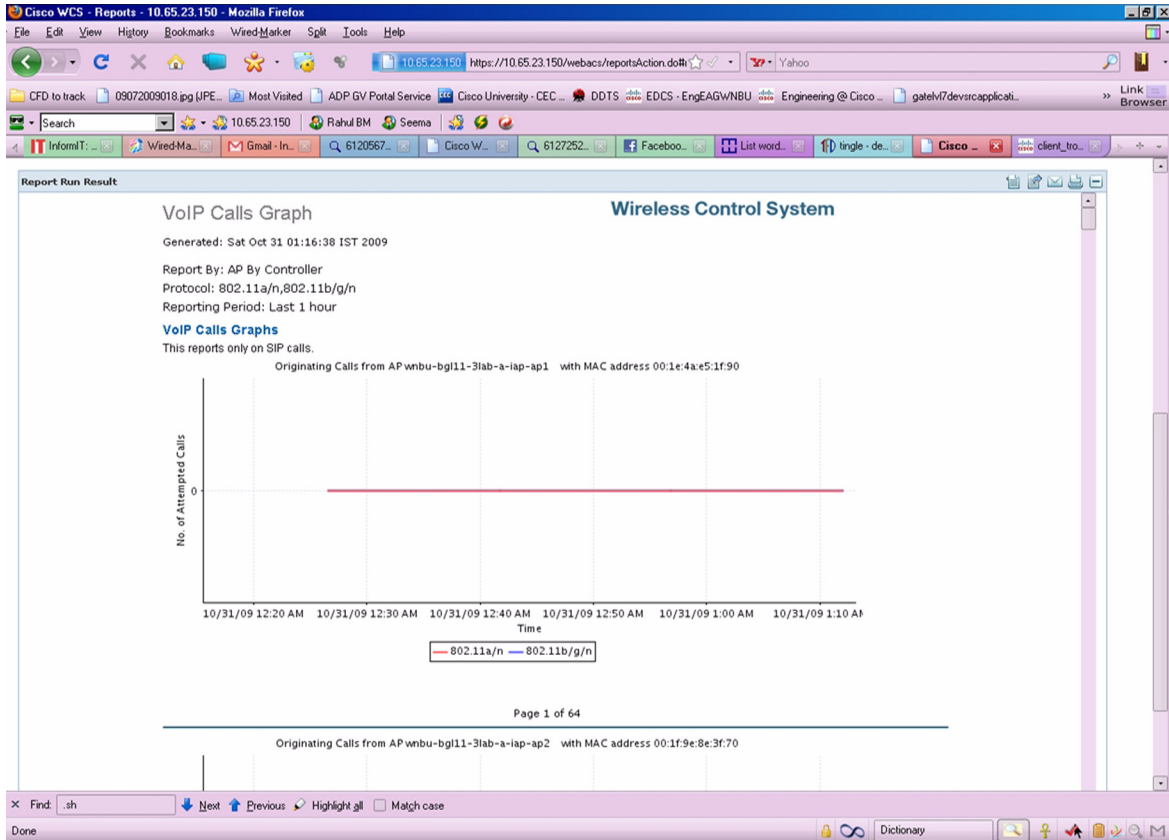 Cisco WCS - Reports - 10.65.23.150 - Mozilla Firefox
File Edit View History Bookmarks Wired-Marker Split Tools Help
10.65.23.150 https://10.65.23.150/webacs/reportsAction.do#r Yahoo
CFD to track 09072009018.jpg (JPE... Most Visited ADP GV Portal Service Cisco University - CEC ... DDTS EDCS - EngEAGWNBU Engineering @ Cisco ... gatelvl7devsrcapplicati... » Link Browser
Search 10.65.23.150 Rahul BM Seema
InformIT: ... Wired-Ma... Gmail - In... 6120567... Cisco W... 6127252... Faceboo... List word... tingle - de... Cisco ... client_tro...
Report Run Result
VoIP Calls Graph Wireless Control System
Generated: Sat Oct 31 01:16:38 IST 2009
Report By: AP By Controller
Protocol: 802.11a/n,802.11b/g/n
Reporting Period: Last 1 hour
VoIP Calls Graphs
This reports only on SIP calls.
Originating Calls from AP wnbu-bgl11-3lab-a-iap-ap1 with MAC address 00:1e:4a:e5:1f:90
No. of Attempted Calls
0
10/31/09 12:20 AM 10/31/09 12:30 AM 10/31/09 12:40 AM 10/31/09 12:50 AM 10/31/09 1:00 AM 10/31/09 1:10 AM
Time
802.11a/n 802.11b/g/n
Page 1 of 64
Originating Calls from AP wnbu-bgl11-3lab-a-iap-ap2 with MAC address 00:1f:9e:8e:3f:70
× Find: .sh Next Previous Highlight all Match case
Done Dictionary